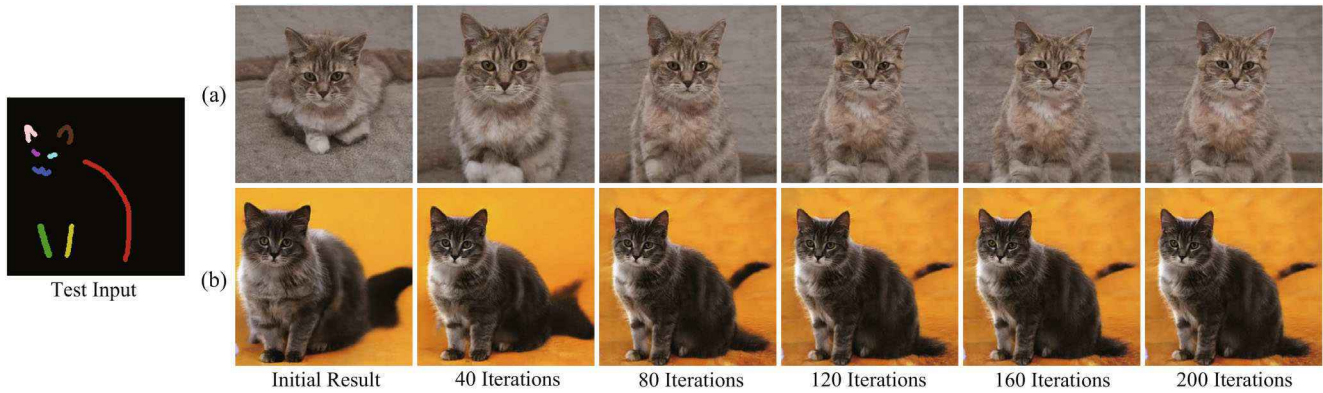 (a)
Test Input
(b)
Initial Result
40 Iterations
80 Iterations
120 Iterations
160 Iterations
200 Iterations